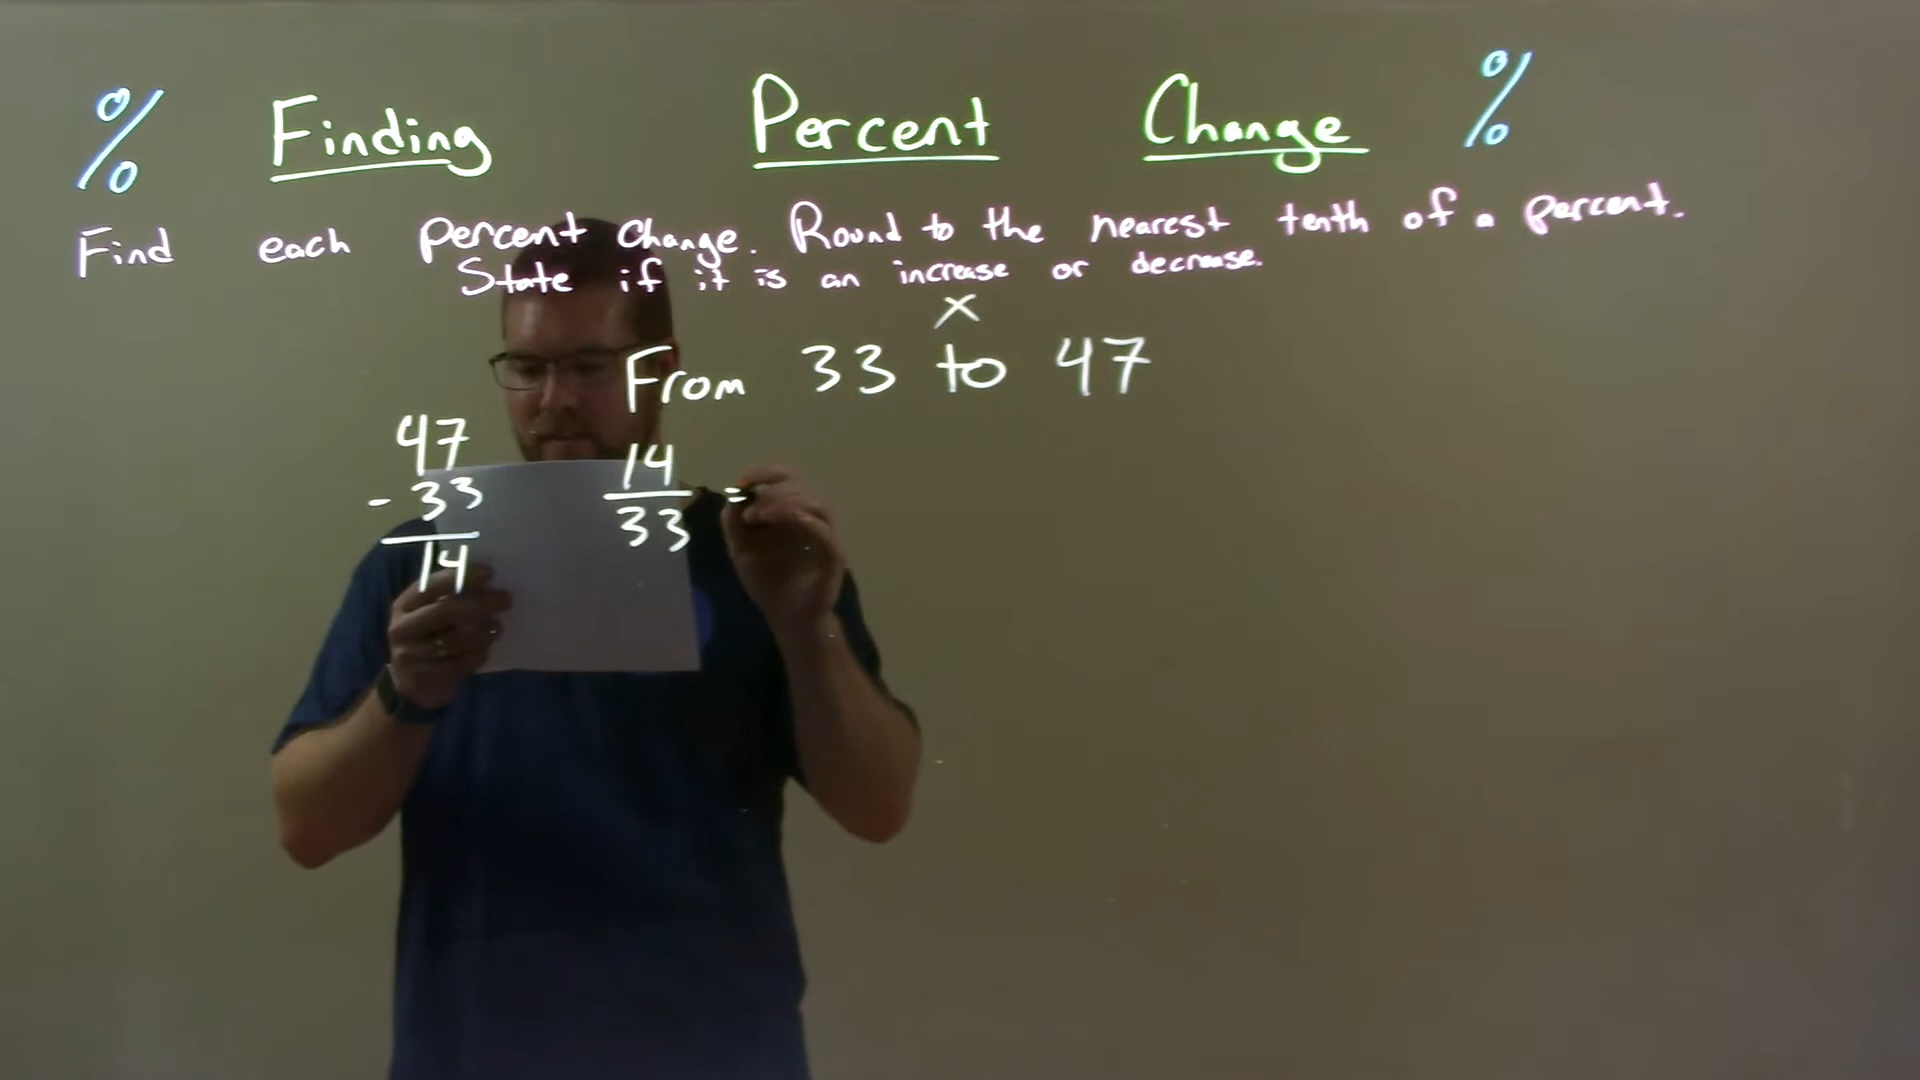 % Finding Percent Change %
Find each percent change. Round to the nearest tenth of a percent.
State if it is an increase or decrease.
x
From 33 to 47
47
- 33
14
14
33
=